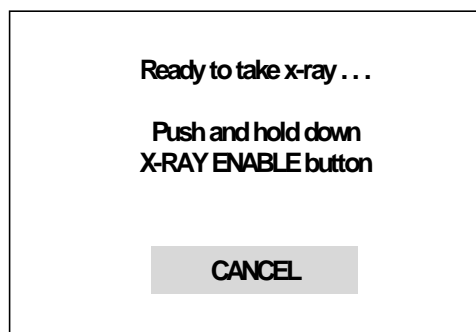 Ready to take x-ray . . .
Push and hold down
X-RAY ENABLE button
CANCEL